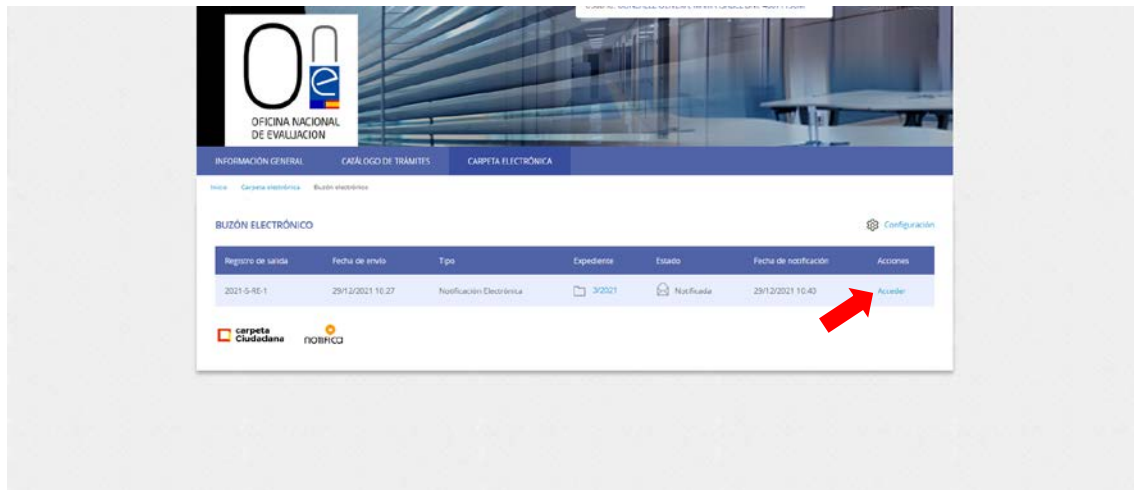 OFICINA NACIONAL
DE EVALUACION
INFORMACIÓN GENERAL CATÁLOGO DE TRÁMITES CARPETA ELECTRÓNICA
Inicio Carpeta electrónica Buzón electrónico
BUZÓN ELECTRÓNICO Configuración
Registro de salida Fecha de envío Tipo Expediente Estado Fecha de notificación Acciones
2021-S-RE-1 29/12/2021 10:27 Notificación Electrónica 3/2021 Notificada 29/12/2021 10:40 Acceder
carpeta
Ciudadana notifica